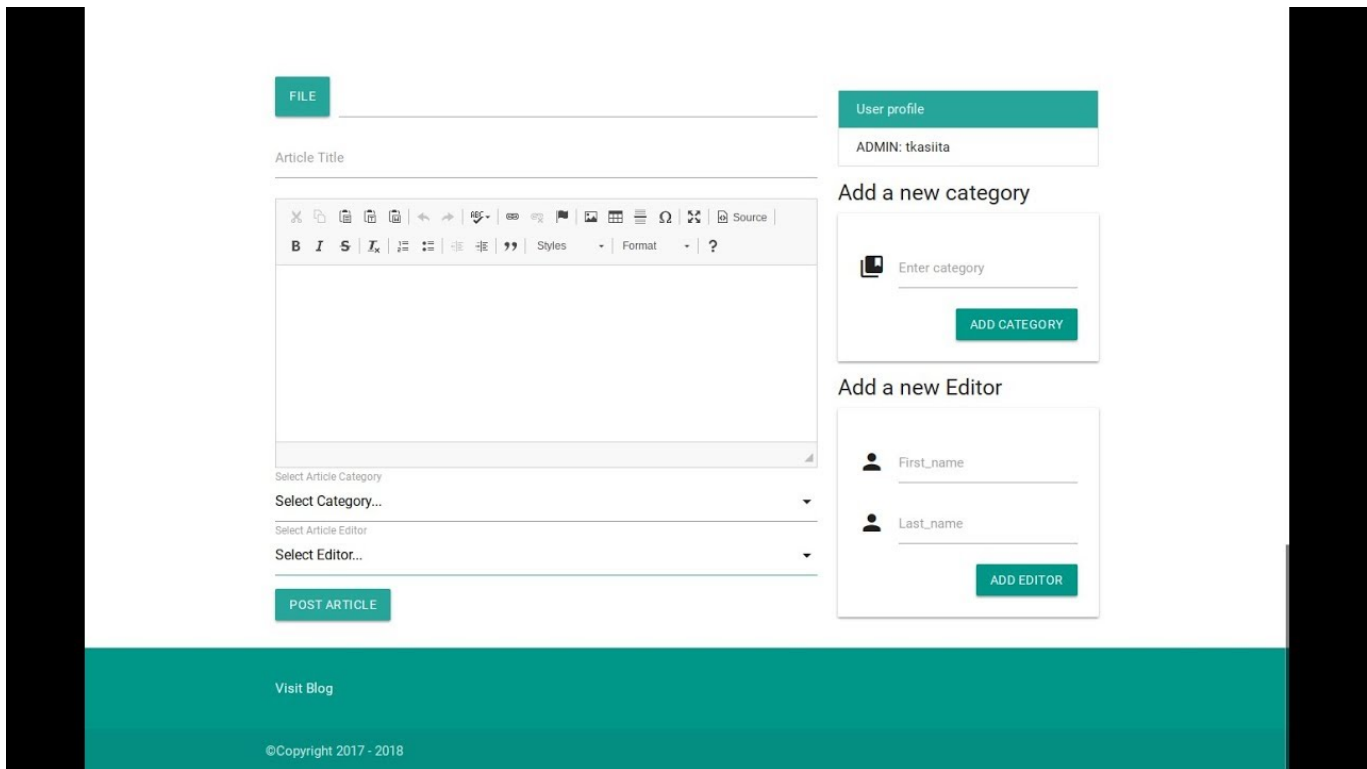 FILE
Article Title
Source
B I S Tx Styles Format ?
Select Article Category
Select Category...
Select Article Editor
Select Editor...
POST ARTICLE
User profile
ADMIN: tkasiita
Add a new category
Enter category
ADD CATEGORY
Add a new Editor
First_name
Last_name
ADD EDITOR
Visit Blog
©Copyright 2017 - 2018